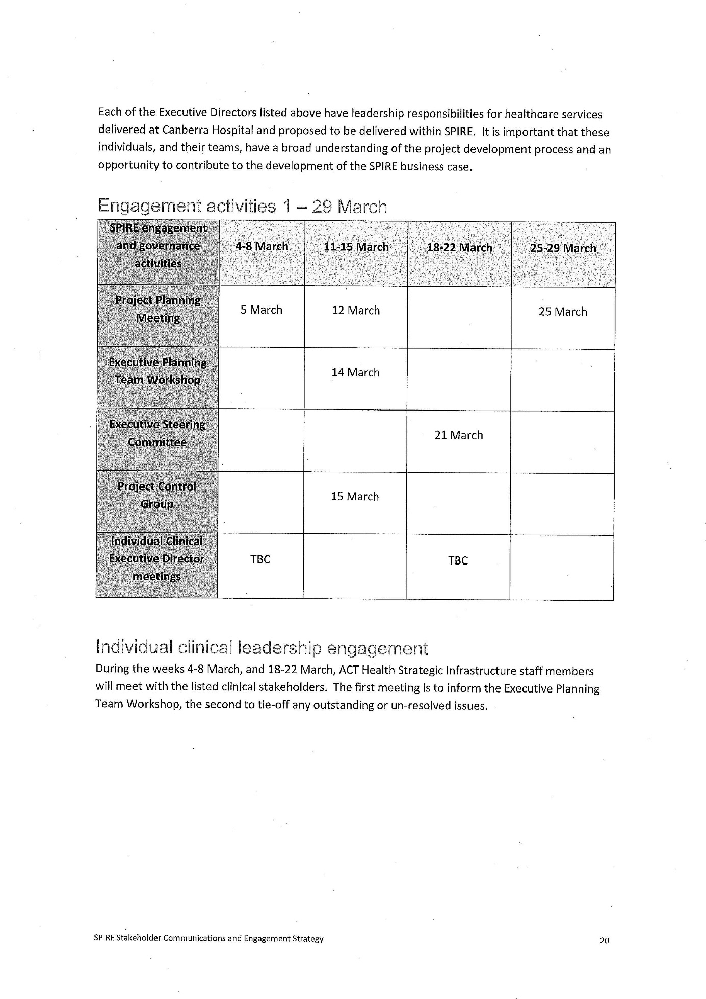 Each of the Executive Directors listed above have leadership responsibilities for healthcare services
delivered at Canberra Hospital and proposed to be delivered within SPIRE. It is important that these
individuals, and their teams, have a broad understanding of the project development process and an
opportunity to contribute to the development of the SPIRE business case.
Engagement activities 1 – 29 March
SPIRE engagement
and governance
activities
4-8 March
11-15 March
18-22 March
25-29 March
Project Planning
Meeting
5 March
12 March
25 March
Executive Planning
Team Workshop
14 March
Executive Steering
Committee
21 March
Project Control
Group
15 March
Individual Clinical
Executive Director
meetings
TBC
TBC
Individual clinical leadership engagement
During the weeks 4-8 March, and 18-22 March, ACT Health Strategic Infrastructure staff members
will meet with the listed clinical stakeholders. The first meeting is to inform the Executive Planning
Team Workshop, the second to tie-off any outstanding or un-resolved issues.
SPIRE Stakeholder Communications and Engagement Strategy
20